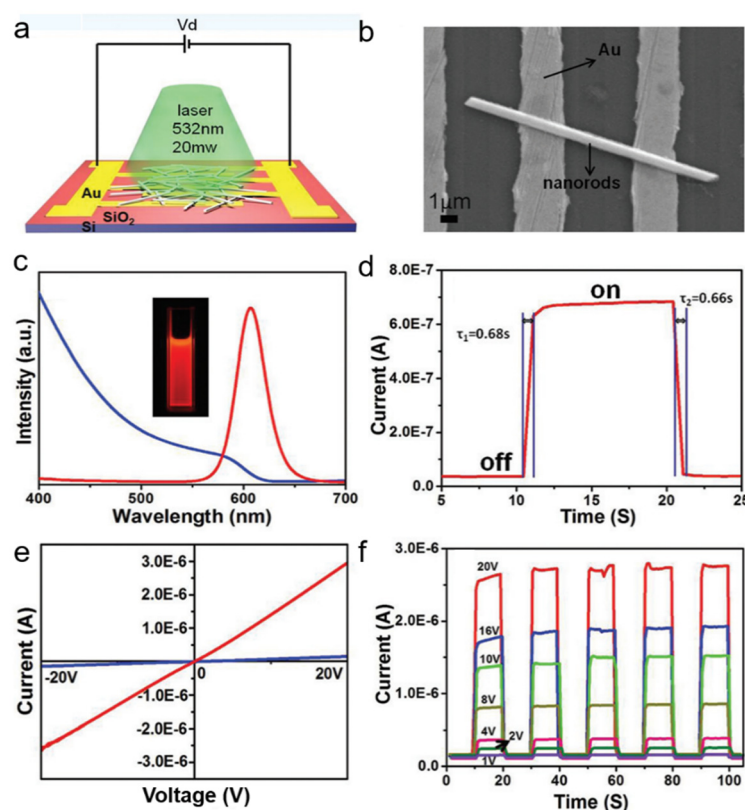 a
Vd
laser
532nm
20mw
Au
SiO2
Si
b
Au
nanorods
1μm
c
Intensity (a.u.)
400 500 600 700
Wavelength (nm)
d
8.0E-7
6.0E-7
4.0E-7
2.0E-7
0.0
Current (A)
on
off
τ1=0.68s
τ2=0.66s
5 10 15 20 25
Time (S)
e
3.0E-6
2.0E-6
1.0E-6
-1.0E-6
-2.0E-6
-3.0E-6
-20V 0 20V
Current (A)
Voltage (V)
f
3.0E-6
2.0E-6
1.0E-6
0.0
Current (A)
20V
16V
10V
8V
4V
2V
1V
0 20 40 60 80 100
Time (S)